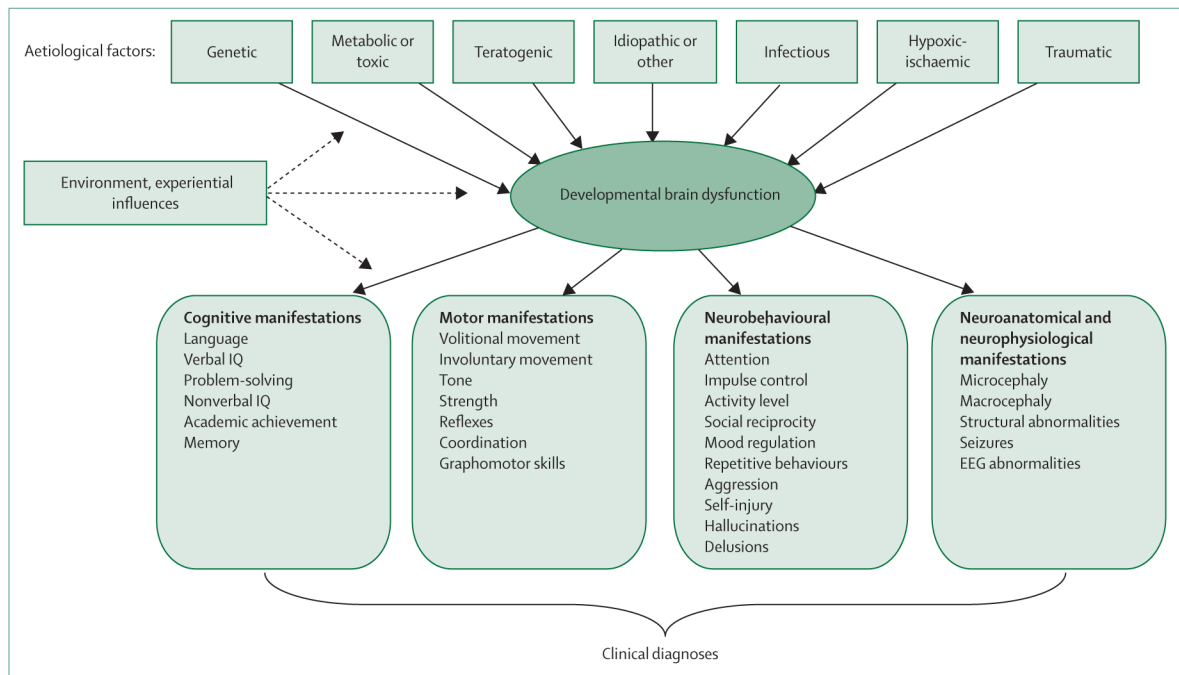 Aetiological factors:
Genetic
Metabolic or
toxic
Teratogenic
Idiopathic or
other
Infectious
Hypoxic-
ischaemic
Traumatic
Environment, experiential
influences
Developmental brain dysfunction
Cognitive manifestations
Language
Verbal IQ
Problem-solving
Nonverbal IQ
Academic achievement
Memory
Motor manifestations
Volitional movement
Involuntary movement
Tone
Strength
Reflexes
Coordination
Graphomotor skills
Neurobehavioural
manifestations
Attention
Impulse control
Activity level
Social reciprocity
Mood regulation
Repetitive behaviours
Aggression
Self-injury
Hallucinations
Delusions
Neuroanatomical and
neurophysiological
manifestations
Microcephaly
Macrocephaly
Structural abnormalities
Seizures
EEG abnormalities
Clinical diagnoses